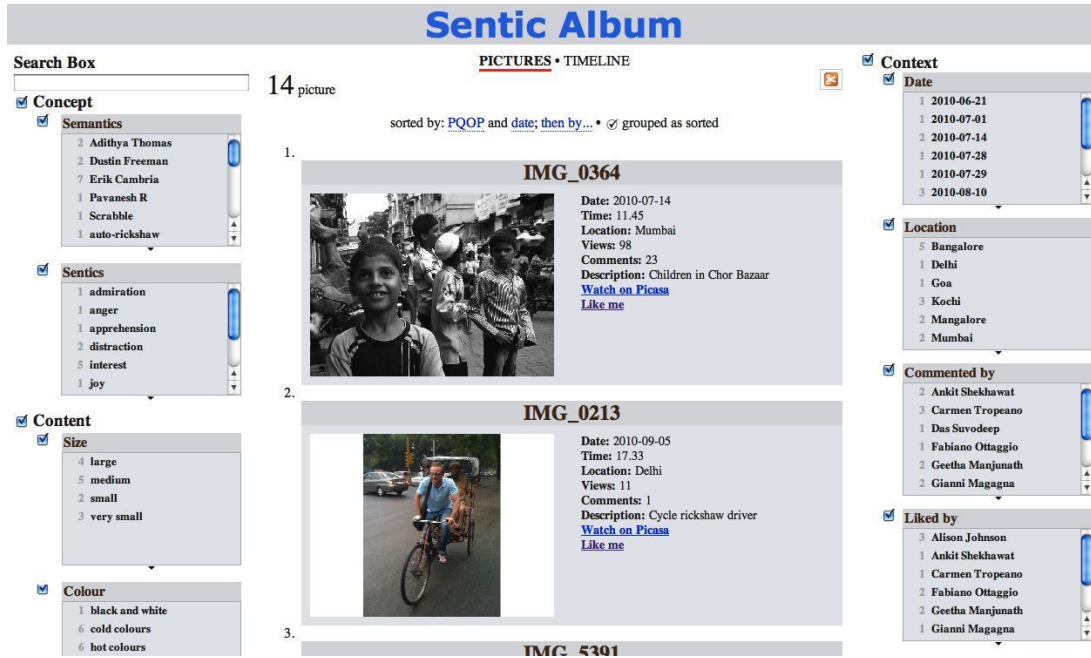 Sentic Album
Search Box
Concept
Semantics
2 Adithya Thomas
2 Dustin Freeman
7 Erik Cambria
1 Pavanesh R
1 Scrabble
1 auto-rickshaw
Sentics
1 admiration
1 anger
1 apprehension
2 distraction
5 interest
1 joy
Content
Size
4 large
5 medium
2 small
3 very small
Colour
1 black and white
6 cold colours
6 hot colours
PICTURES • TIMELINE
14 picture
sorted by: PQOP and date; then by... • grouped as sorted
1.
IMG_0364
Date: 2010-07-14
Time: 11.45
Location: Mumbai
Views: 98
Comments: 23
Description: Children in Chor Bazaar
Watch on Picasa
Like me
2.
IMG_0213
Date: 2010-09-05
Time: 17.33
Location: Delhi
Views: 11
Comments: 1
Description: Cycle rickshaw driver
Watch on Picasa
Like me
3.
IMG_5391
Context
Date
1 2010-06-21
1 2010-07-01
2 2010-07-14
1 2010-07-28
1 2010-07-29
3 2010-08-10
Location
5 Bangalore
1 Delhi
1 Goa
3 Kochi
2 Mangalore
2 Mumbai
Commented by
2 Ankit Shekhawat
3 Carmen Tropeano
1 Das Suvodeep
1 Fabiano Ottaggio
2 Geetha Manjunath
2 Gianni Magagna
Liked by
3 Alison Johnson
1 Ankit Shekhawat
1 Carmen Tropeano
2 Fabiano Ottaggio
2 Geetha Manjunath
1 Gianni Magagna